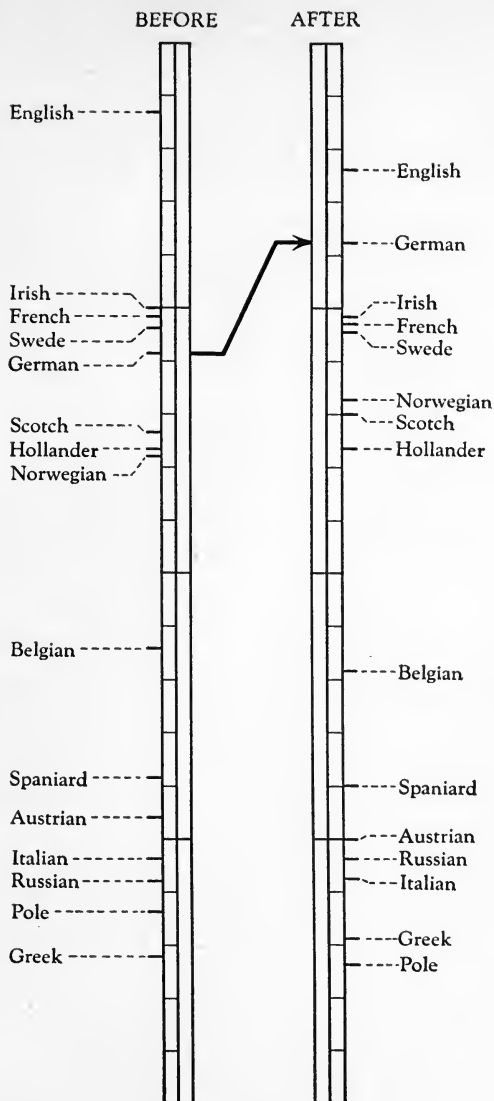 BEFORE
AFTER
English
Irish
French
Swede
German
Scotch
Hollander
Norwegian
Belgian
Spaniard
Austrian
Italian
Russian
Pole
Greek
English
German
Irish
French
Swede
Norwegian
Scotch
Hollander
Belgian
Spaniard
Austrian
Russian
Italian
Greek
Pole